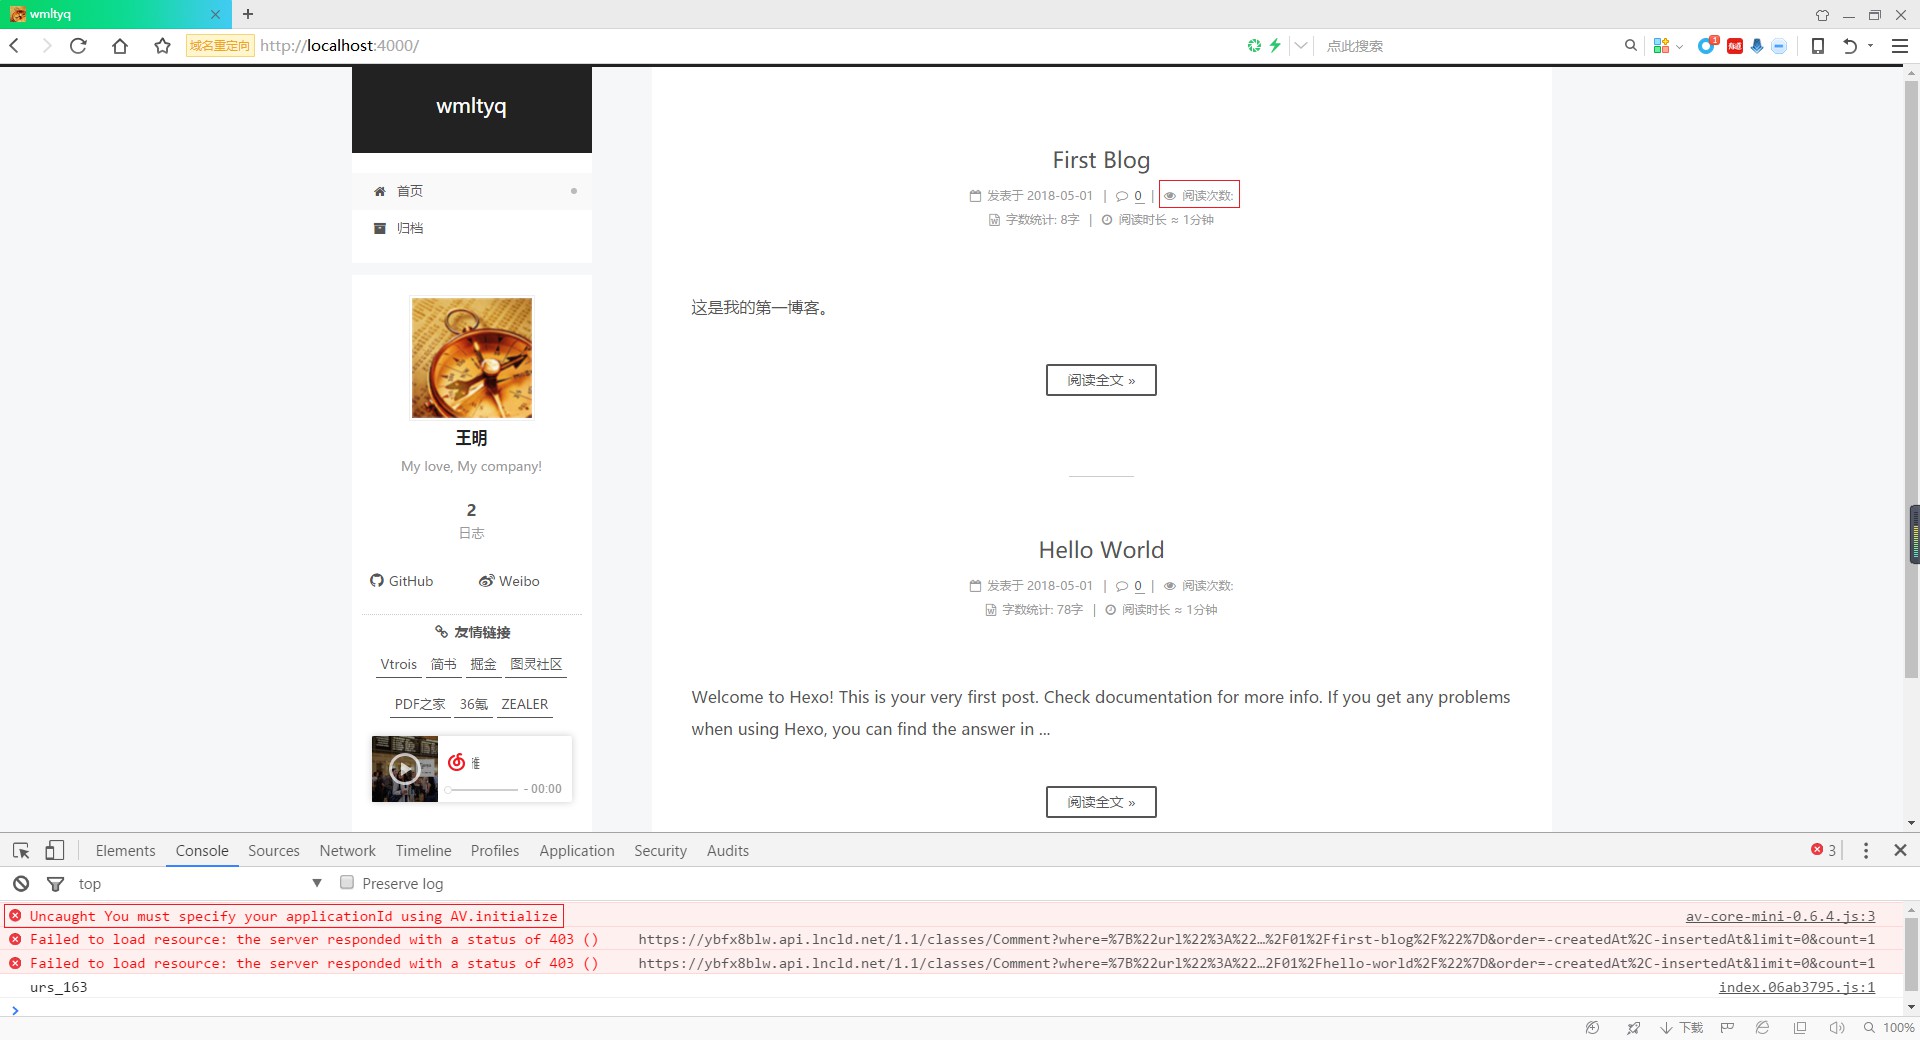 wmltyq
域名重定向 http://localhost:4000/ 点此搜索
1
wmltyq
首页
归档
王明
My love, My company!
2
日志
GitHub Weibo
友情链接
Vtrois 简书 掘金 图灵社区
PDF之家 36氪 ZEALER
- 00:00
First Blog
发表于 2018-05-01 | 0 | 阅读次数:
字数统计: 8字 | 阅读时长 ≈ 1分钟
这是我的第一博客。
阅读全文 »
Hello World
发表于 2018-05-01 | 0 | 阅读次数:
字数统计: 78字 | 阅读时长 ≈ 1分钟
Welcome to Hexo! This is your very first post. Check documentation for more info. If you get any problems
when using Hexo, you can find the answer in ...
阅读全文 »
Elements Console Sources Network Timeline Profiles Application Security Audits 3
top Preserve log
Uncaught You must specify your applicationId using AV.initialize av-core-mini-0.6.4.js:3
Failed to load resource: the server responded with a status of 403 () https://ybfx8blw.api.lncld.net/1.1/classes/Comment?where=%7B%22url%22%3A%22…%2F01%2Ffirst-blog%2F%22%7D&order=-createdAt%2C-insertedAt&limit=0&count=1
Failed to load resource: the server responded with a status of 403 () https://ybfx8blw.api.lncld.net/1.1/classes/Comment?where=%7B%22url%22%3A%22…2F01%2Fhello-world%2F%22%7D&order=-createdAt%2C-insertedAt&limit=0&count=1
urs_163 index.06ab3795.js:1
下载 100%